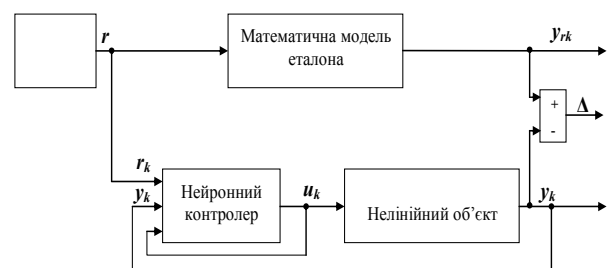 r
Математична модель
еталона
y_rk
+
Δ
-
r_k
y_k
Нейронний
контролер
u_k
Нелінійний об’єкт
y_k